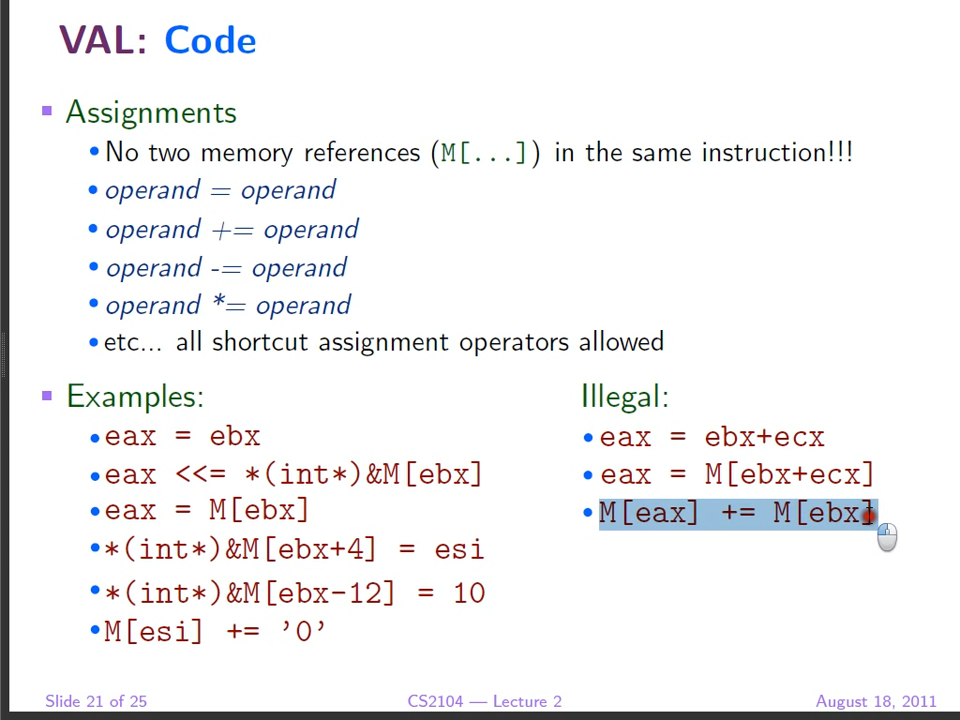 VAL: Code
Assignments
No two memory references (M[...]) in the same instruction!!!
operand = operand
operand += operand
operand -= operand
operand *= operand
etc... all shortcut assignment operators allowed
Examples:
eax = ebx
eax <<= *(int*)&M[ebx]
eax = M[ebx]
*(int*)&M[ebx+4] = esi
*(int*)&M[ebx-12] = 10
M[esi] += '0'
Illegal:
eax = ebx+ecx
eax = M[ebx+ecx]
M[eax] += M[ebx]
Slide 21 of 25
CS2104 — Lecture 2
August 18, 2011